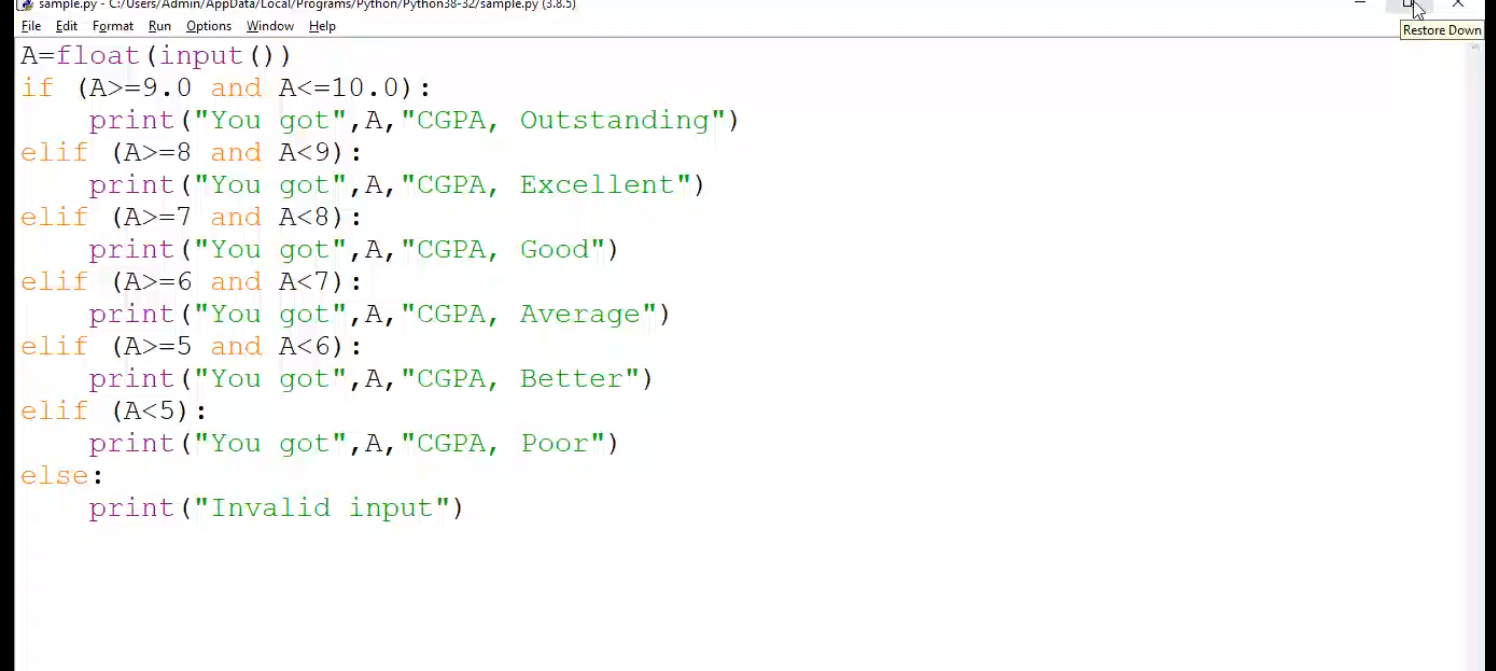 sample.py - C:/Users/Admin/AppData/Local/Programs/Python/Python38-32/sample.py (3.8.5)
File Edit Format Run Options Window Help
Restore Down
A=float(input())
if (A>=9.0 and A<=10.0):
    print("You got",A,"CGPA, Outstanding")
elif (A>=8 and A<9):
    print("You got",A,"CGPA, Excellent")
elif (A>=7 and A<8):
    print("You got",A,"CGPA, Good")
elif (A>=6 and A<7):
    print("You got",A,"CGPA, Average")
elif (A>=5 and A<6):
    print("You got",A,"CGPA, Better")
elif (A<5):
    print("You got",A,"CGPA, Poor")
else:
    print("Invalid input")